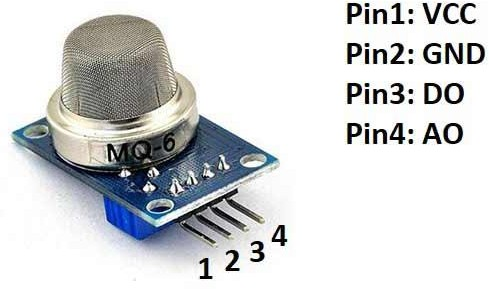 Pin1: VCC
Pin2: GND
Pin3: DO
Pin4: AO
MQ-6
1 2 3 4